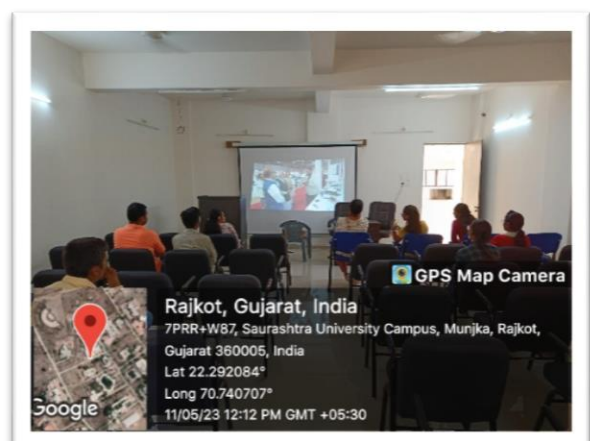 GPS Map Camera
Rajkot, Gujarat, India
7PRR+W87, Saurashtra University Campus, Munjka, Rajkot,
Gujarat 360005, India
Lat 22.292084°
Long 70.740707°
11/05/23 12:12 PM GMT +05:30
Google